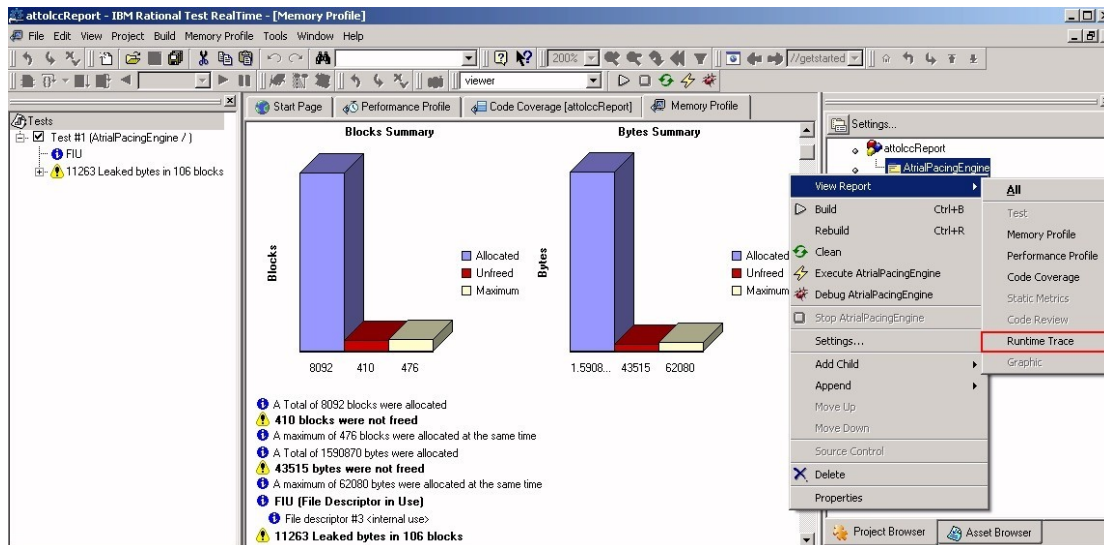 attolccReport - IBM Rational Test RealTime - [Memory Profile]
File Edit View Project Build Memory Profile Tools Window Help
200% //getstarted
viewer
Tests
Test #1 (AtrialPacingEngine / )
FIU
11263 Leaked bytes in 106 blocks
Start Page Performance Profile Code Coverage [attolccReport] Memory Profile
Blocks Summary
Blocks
Allocated
Unfreed
Maximum
8092 410 476
Bytes Summary
Bytes
Allocated
Unfreed
Maximum
1.5908... 43515 62080
A Total of 8092 blocks were allocated
410 blocks were not freed
A maximum of 476 blocks were allocated at the same time
A Total of 1590870 bytes were allocated
43515 bytes were not freed
A maximum of 62080 bytes were allocated at the same time
FIU (File Descriptor in Use)
File descriptor #3 <internal use>
11263 Leaked bytes in 106 blocks
Settings...
attolccReport
AtrialPacingEngine
View Report
Build Ctrl+B
Rebuild Ctrl+R
Clean
Execute AtrialPacingEngine
Debug AtrialPacingEngine
Stop AtrialPacingEngine
Settings...
Add Child
Append
Move Up
Move Down
Source Control
Delete
Properties
All
Test
Memory Profile
Performance Profile
Code Coverage
Static Metrics
Code Review
Runtime Trace
Graphic
Project Browser Asset Browser